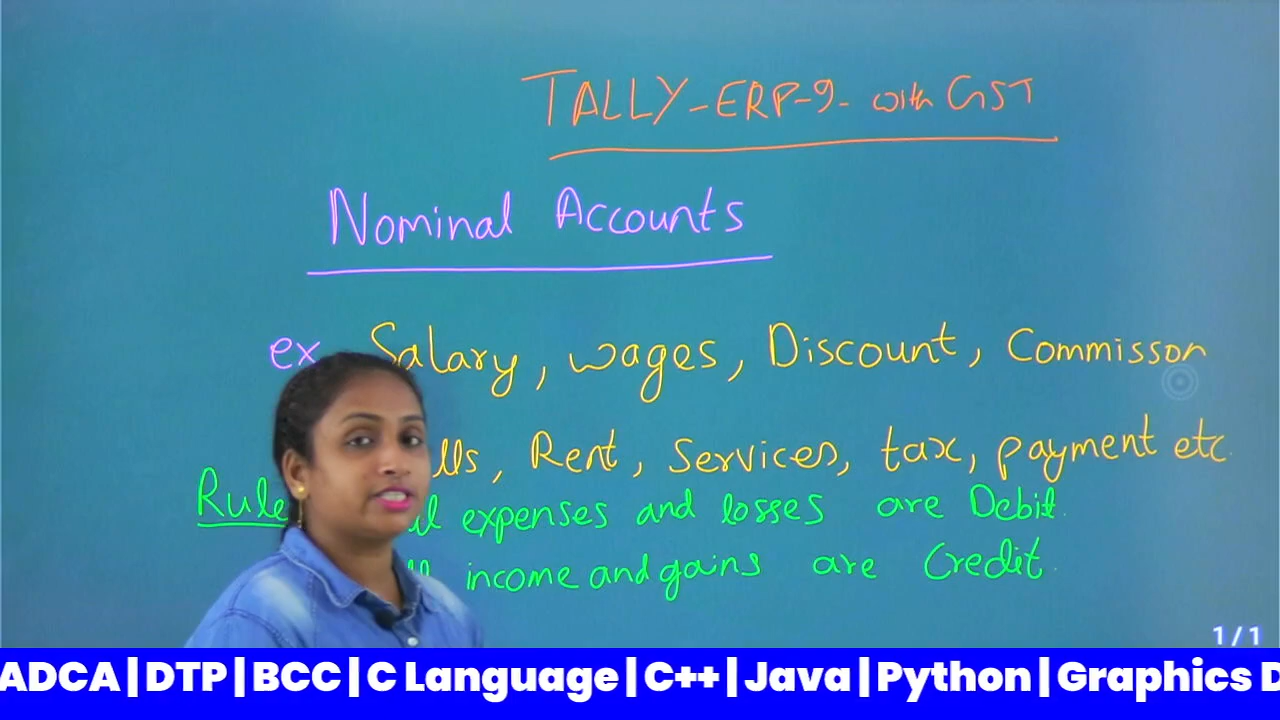 TALLY-ERP-9- with GST
Nominal Accounts
ex Salary, wages, Discount, Commisson
Rent, Services, tax, payment etc.
Rule expenses and losses are Debit.
income and gains are Credit.
1/1
ADCA | DTP | BCC | C Language | C++ | Java | Python | Graphics D